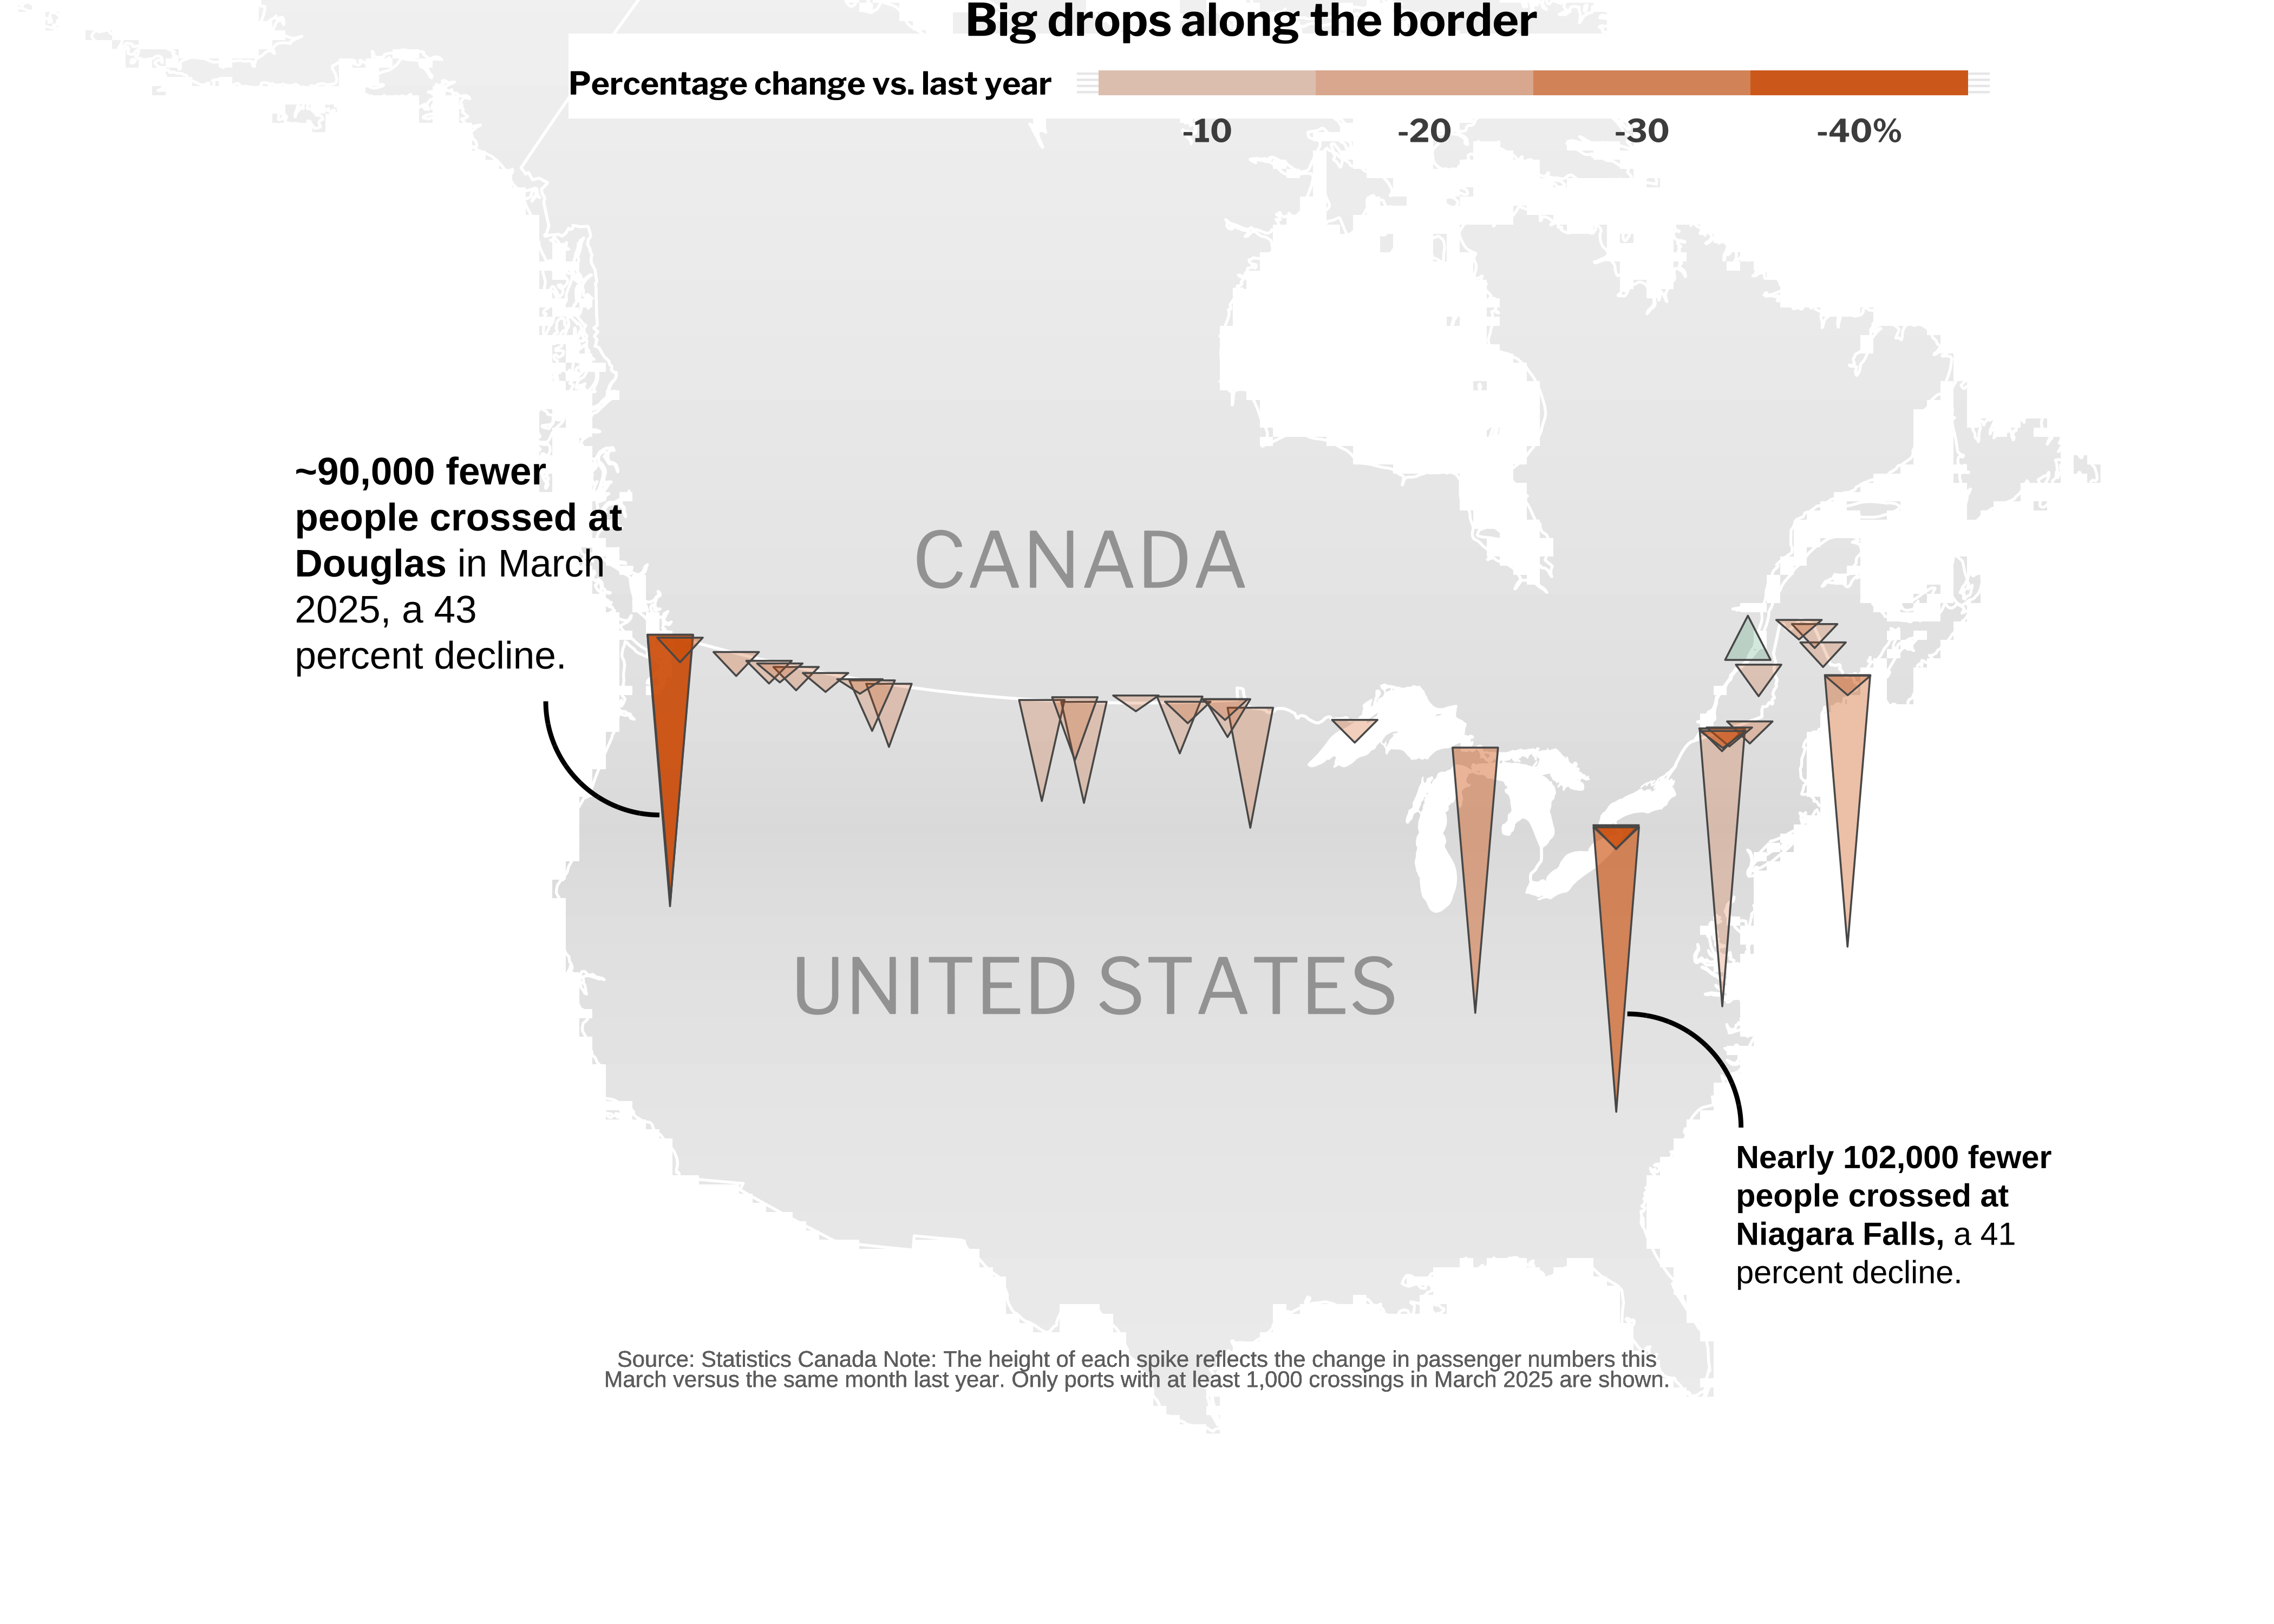 Big drops along the border
Percentage change vs. last year
-10 -20 -30 -40%
~90,000 fewer
people crossed at
Douglas in March
2025, a 43
percent decline.
CANADA
UNITED STATES
Nearly 102,000 fewer
people crossed at
Niagara Falls, a 41
percent decline.
Source: Statistics Canada Note: The height of each spike reflects the change in passenger numbers this
March versus the same month last year. Only ports with at least 1,000 crossings in March 2025 are shown.